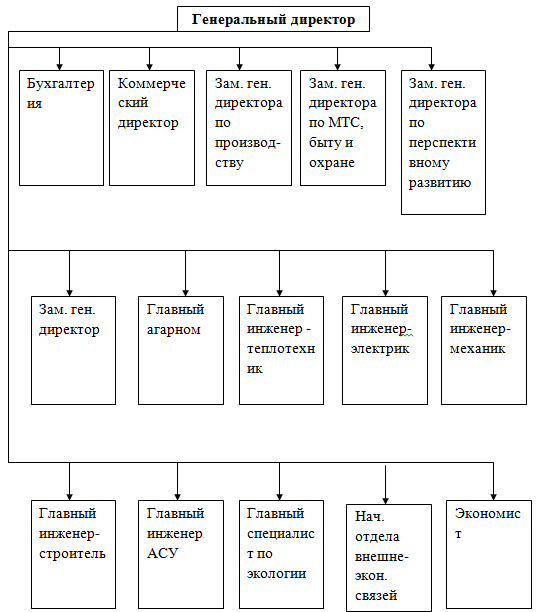 Генеральный директор
Бухгалтер
ия
Коммерче
ский
директор
Зам. ген.
директора
по
производ-
ству
Зам. ген.
директора
по МТС,
быту и
охране
Зам. ген.
директора
по
перспекти
вному
развитию
Зам. ген.
директор
Главный
агарном
Главный
инженер -
теплотехн
ик
Главный
инженер-
электрик
Главный
инженер-
механик
Главный
инженер-
строитель
Главный
инженер
АСУ
Главный
специалис
т по
экологии
Нач.
отдела
внешне-
экон.
связей
Экономис
т